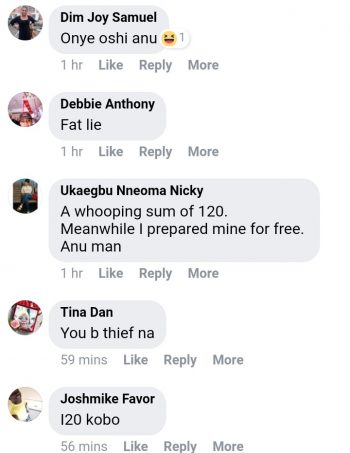 Dim Joy Samuel
Onye oshi anu 😆 1
1 hr Like Reply More
Debbie Anthony
Fat lie
1 hr Like Reply More
Ukaegbu Nneoma Nicky
A whooping sum of 120.
Meanwhile I prepared mine for free.
Anu man
1 hr Like Reply More
Tina Dan
You b thief na
59 mins Like Reply More
Joshmike Favor
I20 kobo
56 mins Like Reply More